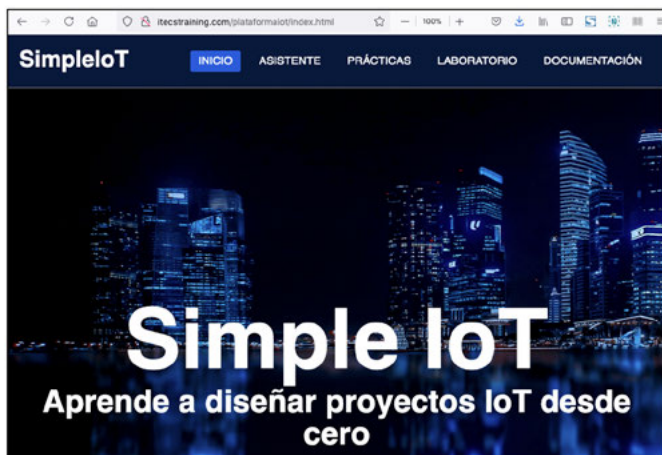 itecstraining.com/plataformaiot/index.html
100%
SimpleIoT
INICIO
ASISTENTE
PRÁCTICAS
LABORATORIO
DOCUMENTACIÓN
Simple IoT
Aprende a diseñar proyectos IoT desde
cero